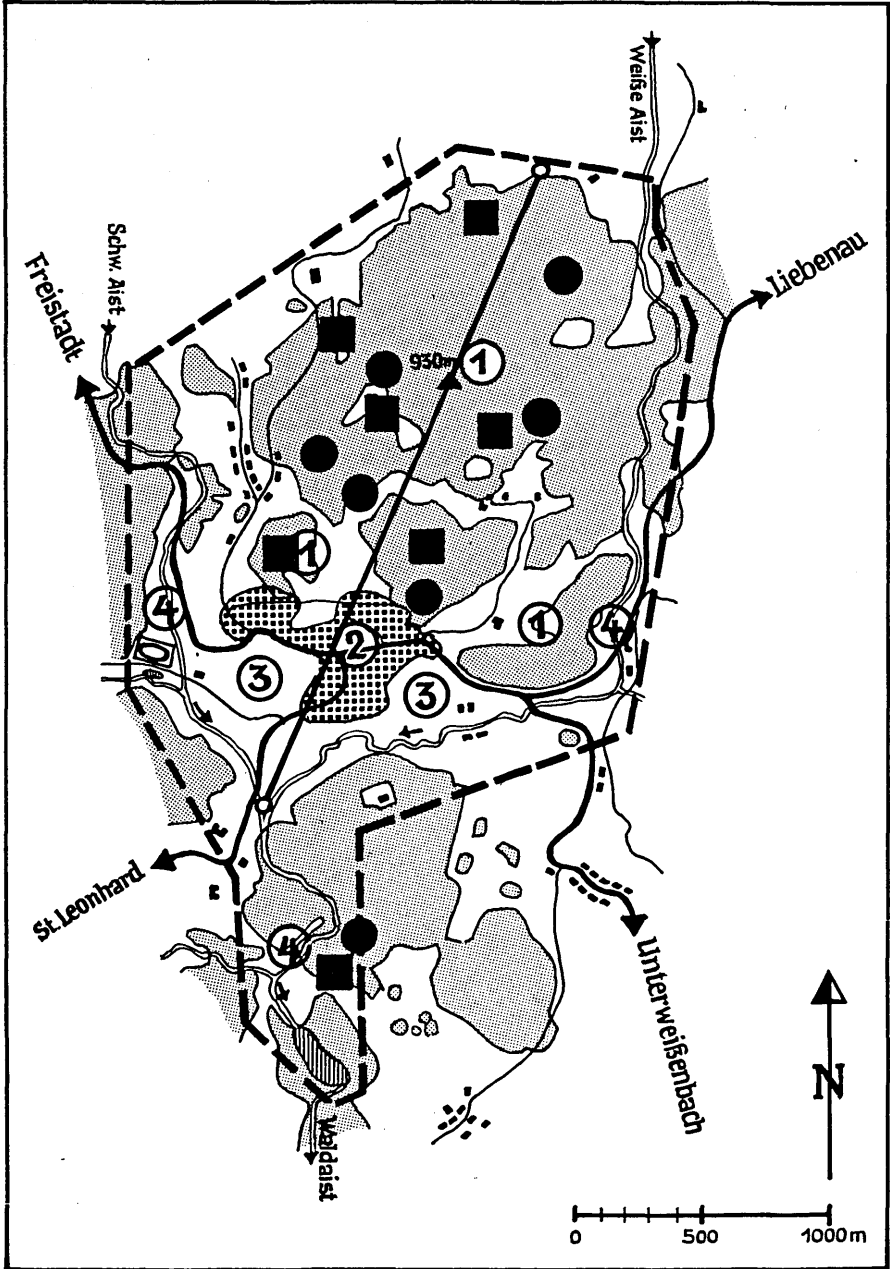 Weiße Aist
Schw. Aist
Freistadt
Liebenau
930m
1
1
1
2
3
3
4
4
4
St. Leonhard
Unterweißenbach
Waldaist
N
0 500 1000m